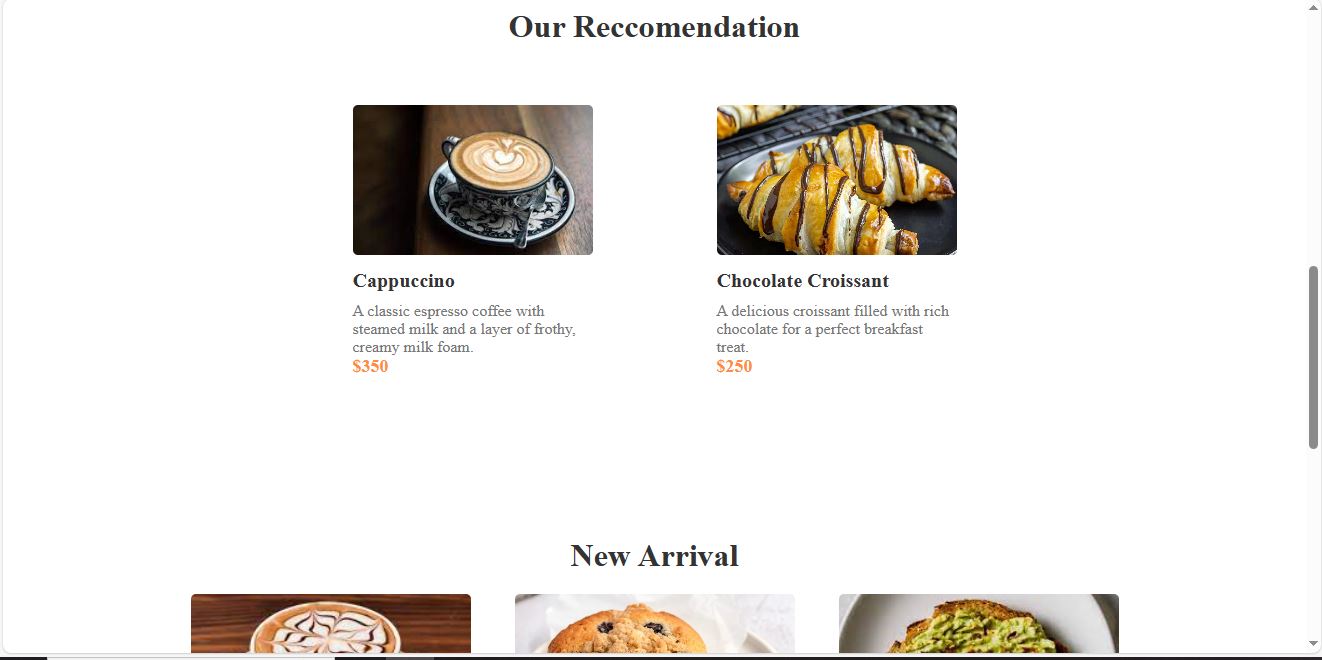 Our Reccomendation
Cappuccino
A classic espresso coffee with
steamed milk and a layer of frothy,
creamy milk foam.
$350
Chocolate Croissant
A delicious croissant filled with rich
chocolate for a perfect breakfast
treat.
$250
New Arrival